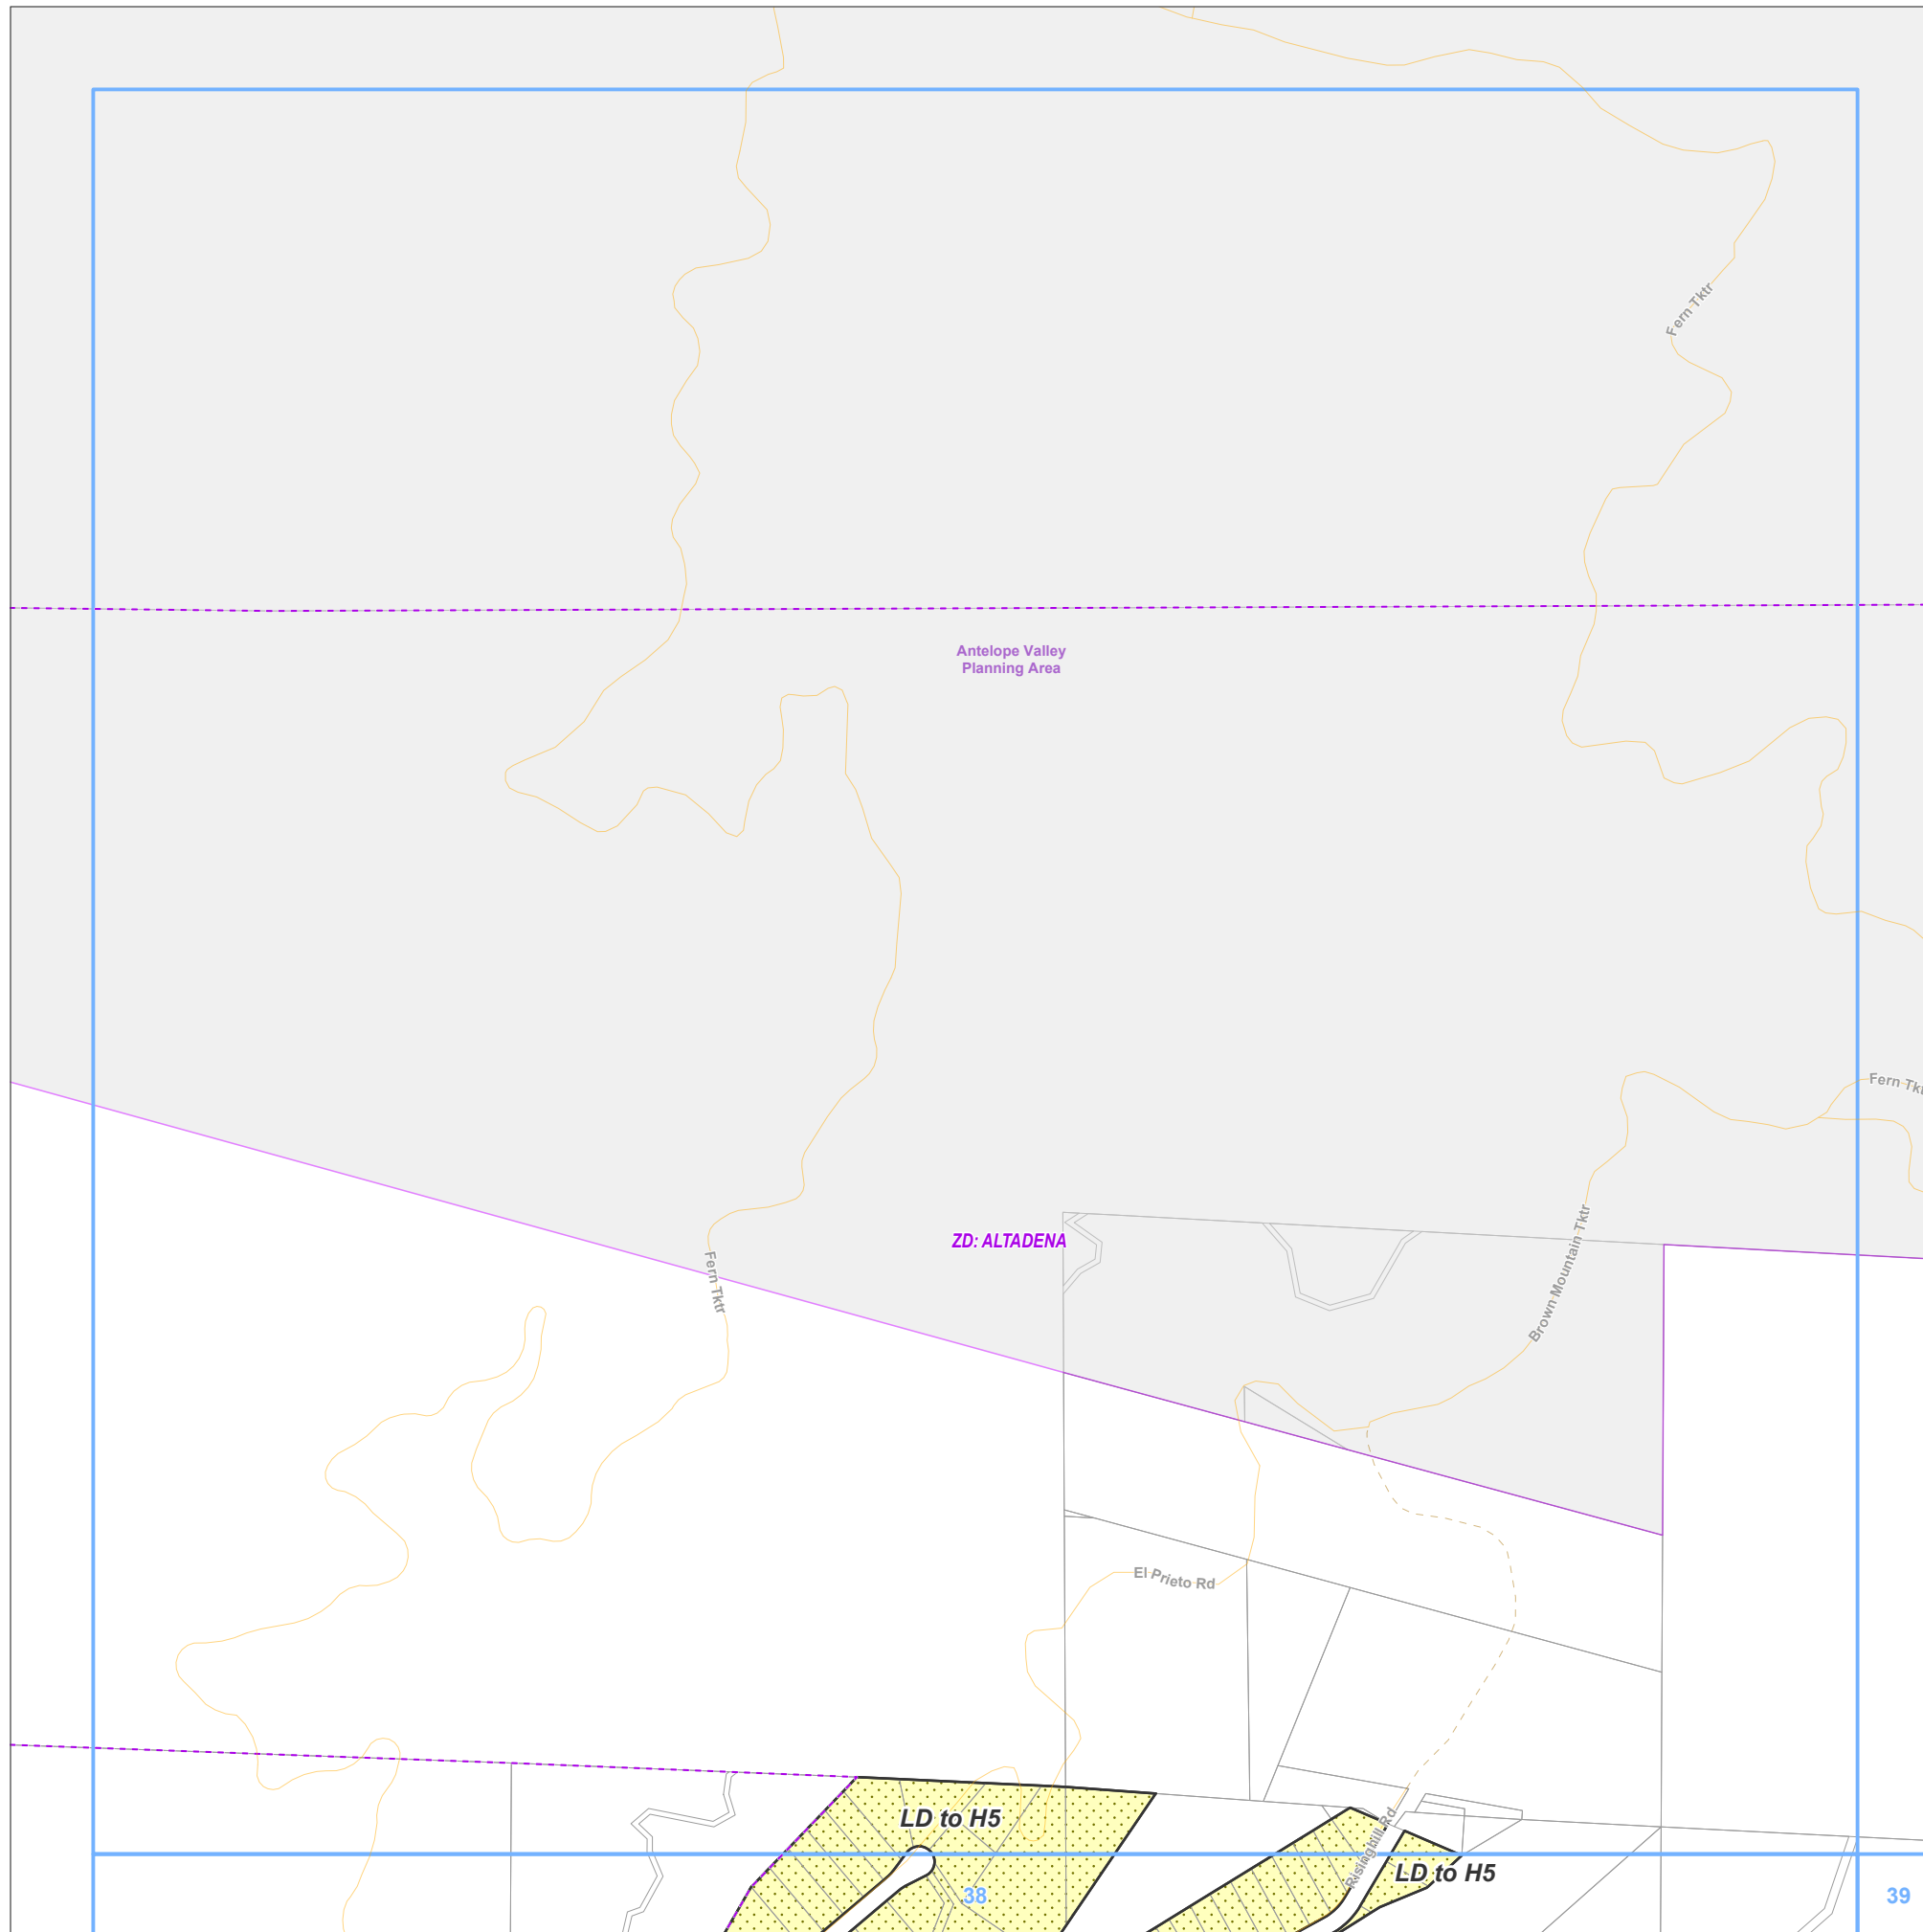 Fern Tktr
Antelope Valley
Planning Area
Fern Tkt
ZD: ALTADENA
Fern Tktr
Brown Mountain Tktr
El Prieto Rd
LD to H5
Risinghill Rd
LD to H5
38
39